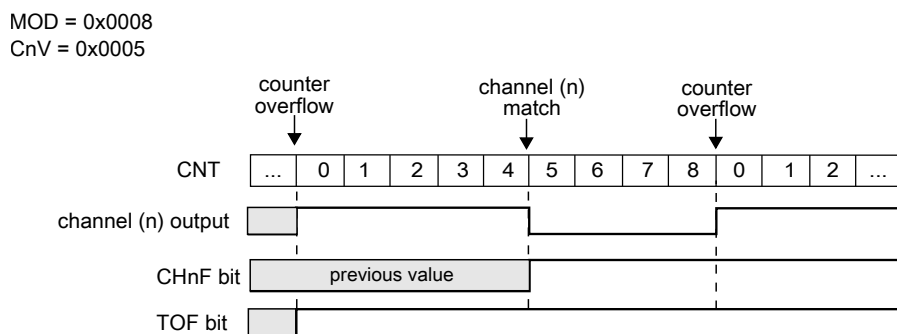 MOD = 0x0008
CnV = 0x0005
counter
overflow
channel (n)
match
counter
overflow
CNT ... 0 1 2 3 4 5 6 7 8 0 1 2 ...
channel (n) output
CHnF bit previous value
TOF bit